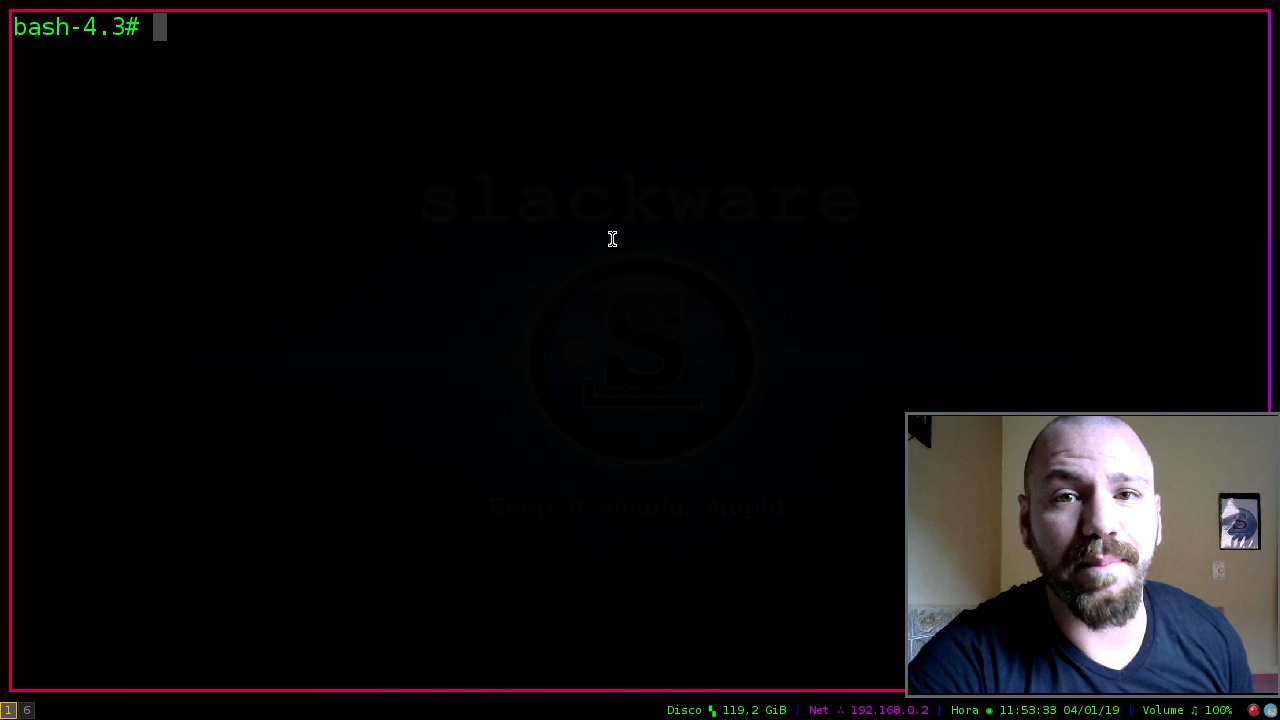 bash-4.3#
slackware
S
Keep it simple, stupid.
1 6 Disco 119,2 GiB | Net ∴ 192.168.0.2 | Hora ◉ 11:53:33 04/01/19 | Volume ♫ 100%